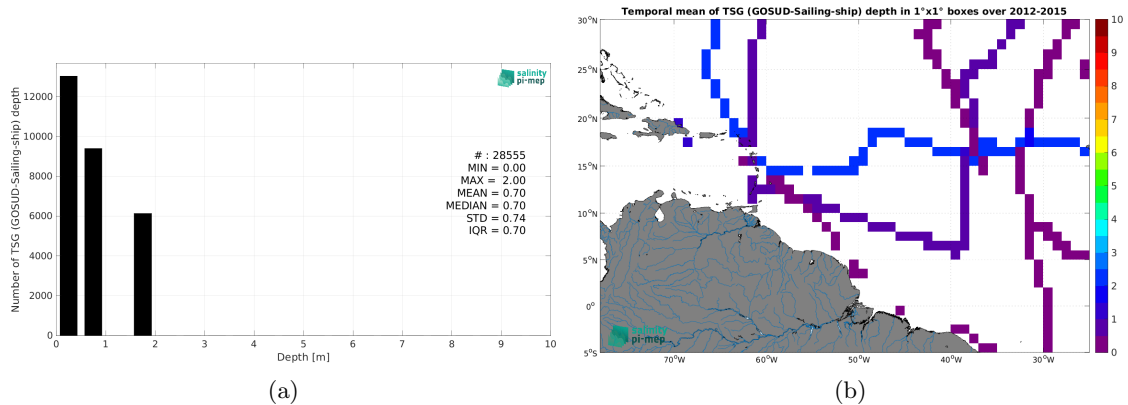 salinity
pi-mep
Number of TSG (GOSUD-Sailing-ship) depth
12000
10000
8000
6000
4000
2000
0
# : 28555
MIN = 0.00
MAX = 2.00
MEAN = 0.70
MEDIAN = 0.70
STD = 0.74
IQR = 0.70
0 1 2 3 4 5 6 7 8 9 10
Depth [m]
(a)
Temporal mean of TSG (GOSUD-Sailing-ship) depth in 1°x1° boxes over 2012-2015
30°N
25°N
20°N
15°N
10°N
5°N
0°
5°S
70°W 60°W 50°W 40°W 30°W
salinity
pi-mep
10
9
8
7
6
5
4
3
2
1
0
(b)